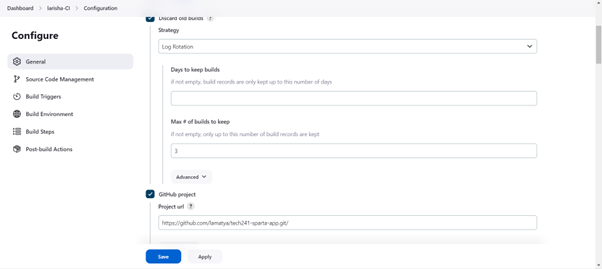 Dashboard > larisha-CI > Configuration
Configure
General
Source Code Management
Build Triggers
Build Environment
Build Steps
Post-build Actions
Discard old builds ?
Strategy
Log Rotation
Days to keep builds
if not empty, build records are only kept up to this number of days
Max # of builds to keep
if not empty, only up to this number of build records are kept
3
Advanced
GitHub project
Project url ?
https://github.com/lamatya/tech241-sparta-app.git/
Save
Apply